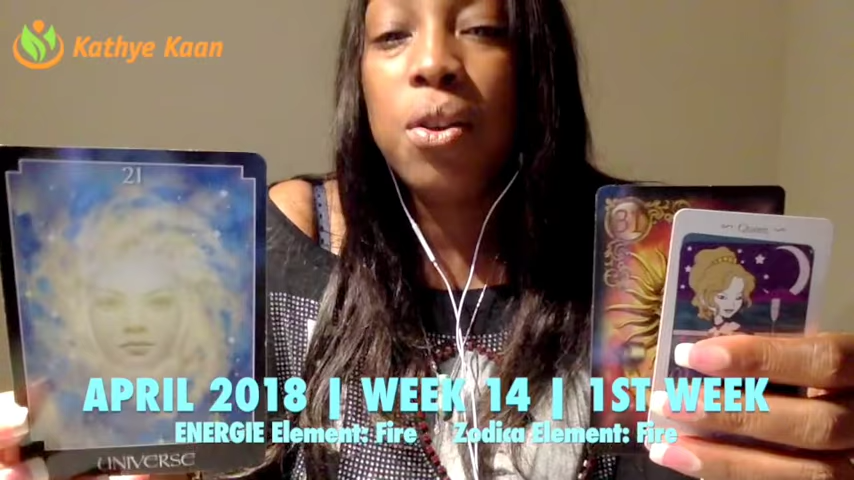 Kathye Kaan
21
UNIVERSE
31
Queen
APRIL 2018 | WEEK 14 | 1ST WEEK
ENERGIE Element: Fire Zodica Element: Fire